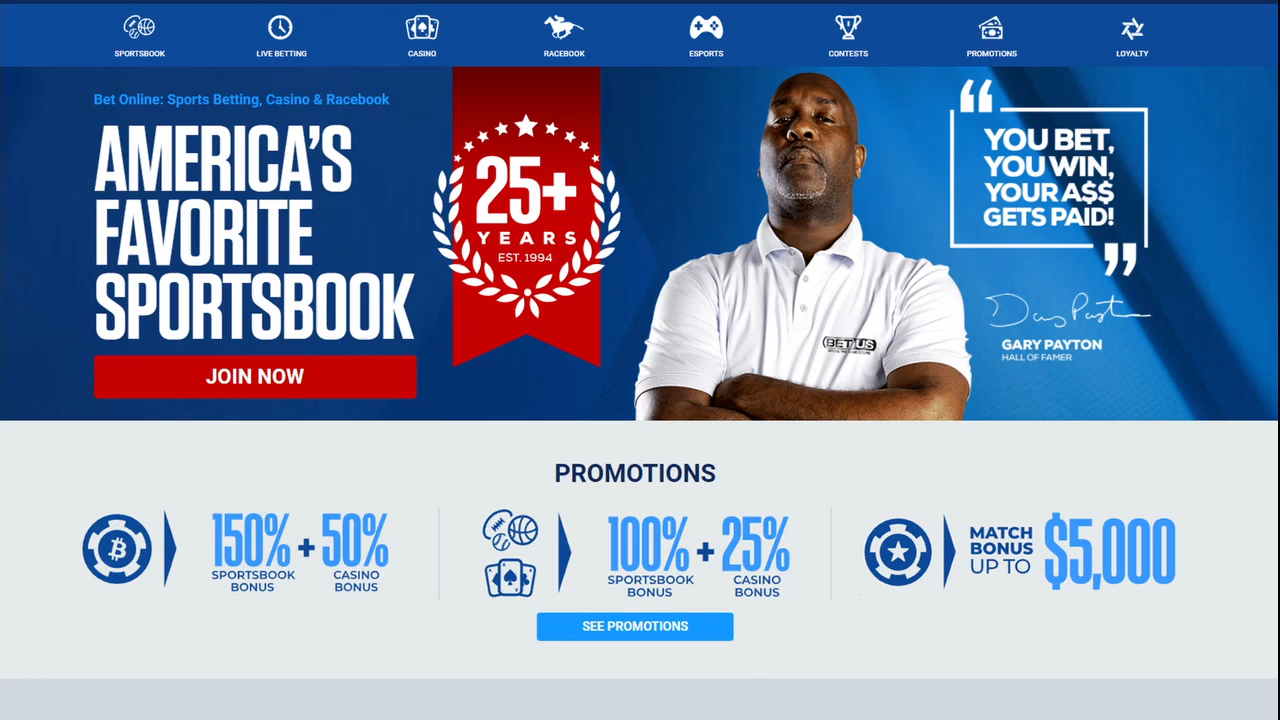 SPORTSBOOK
LIVE BETTING
CASINO
RACEBOOK
ESPORTS
CONTESTS
PROMOTIONS
LOYALTY
Bet Online: Sports Betting, Casino & Racebook
AMERICA'S
FAVORITE
SPORTSBOOK
JOIN NOW
25+
YEARS
EST. 1994
BETUS
“YOU BET,
YOU WIN,
YOUR A$$
GETS PAID!”
Gary Payton
GARY PAYTON
HALL OF FAMER
PROMOTIONS
150% + 50%
SPORTSBOOK BONUS
CASINO BONUS
100% + 25%
SPORTSBOOK BONUS
CASINO BONUS
MATCH
BONUS
UP TO
$5,000
SEE PROMOTIONS